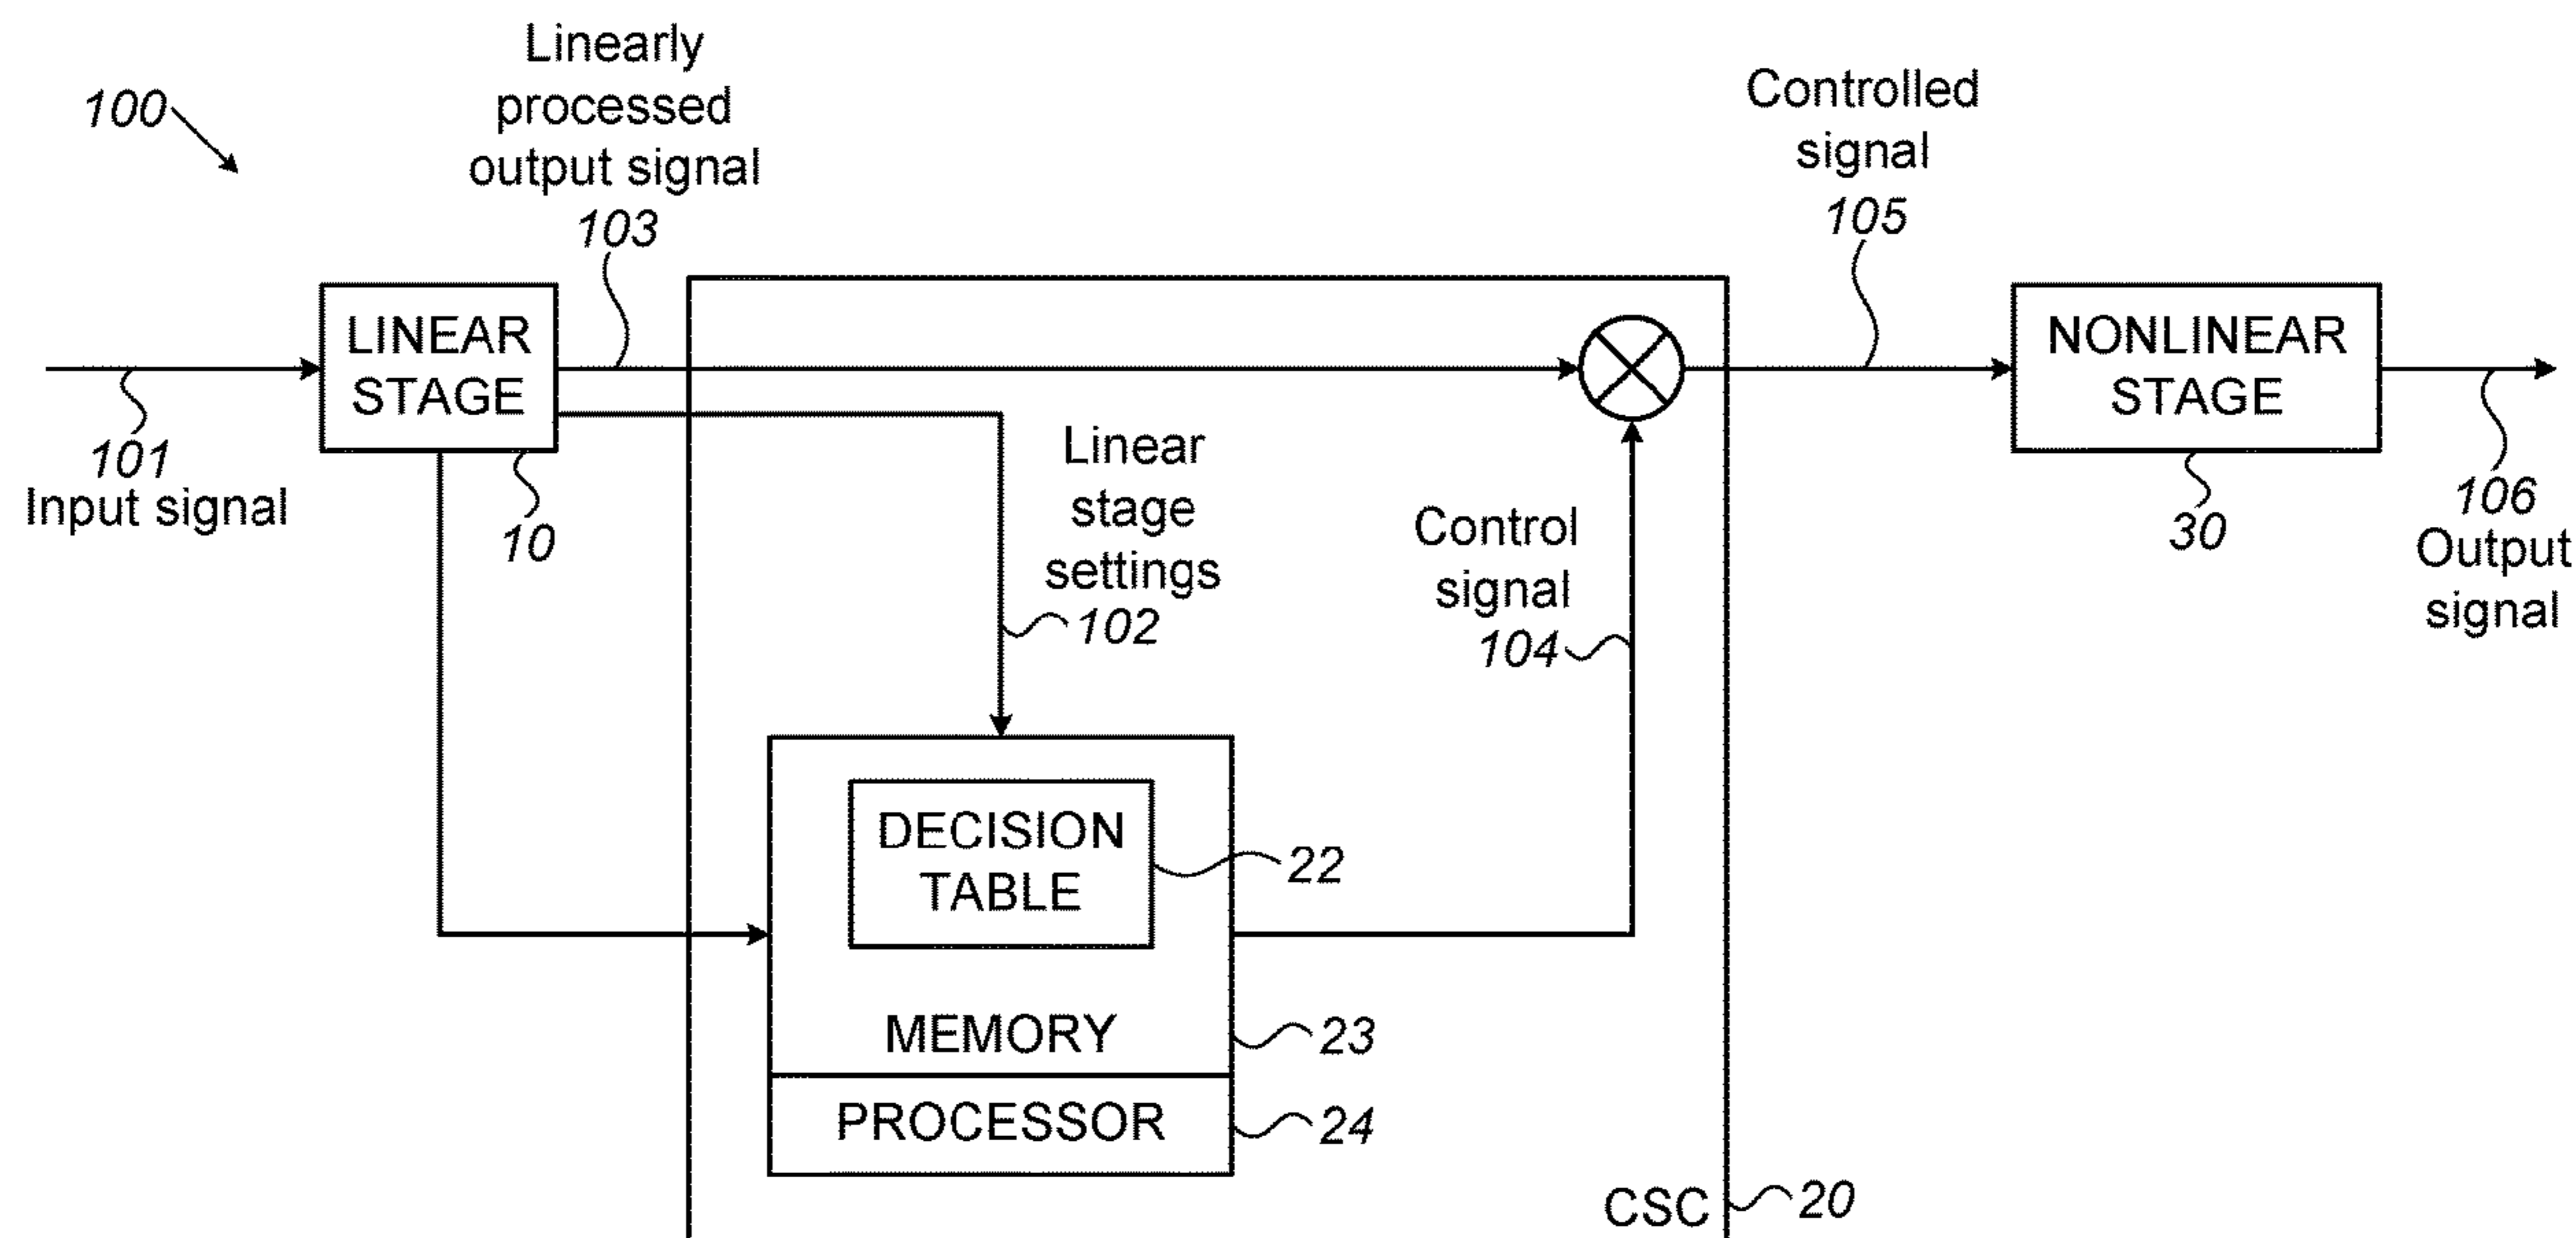 100
Linearly
processed
output signal
103
Controlled
signal
105
LINEAR
STAGE
NONLINEAR
STAGE
101
Input signal
10
Linear
stage
settings
102
Control
signal
104
30
106
Output
signal
DECISION
TABLE
22
MEMORY
23
PROCESSOR
24
CSC
20